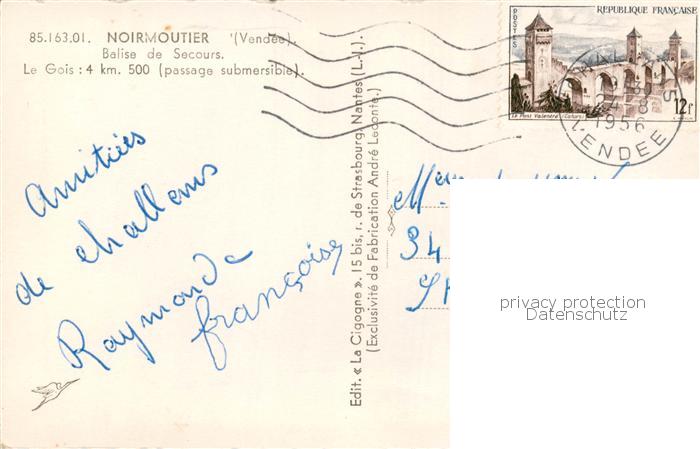 85.163.01. NOIRMOUTIER (Vendée).
Balise de Secours.
Le Gois : 4 km. 500 (passage submersible).
Amitiés
de challans
Raymonde
françoise
Edit. « La Cigogne ». 15 bis, r. de Strasbourg, Nantes (L.-I.).
(Exclusivité de Fabrication André Leconte).
POSTES
REPUBLIQUE FRANÇAISE
12f
Le Pont Valentré (Cahors)
1956
VENDEE
34
privacy protection
Datenschutz